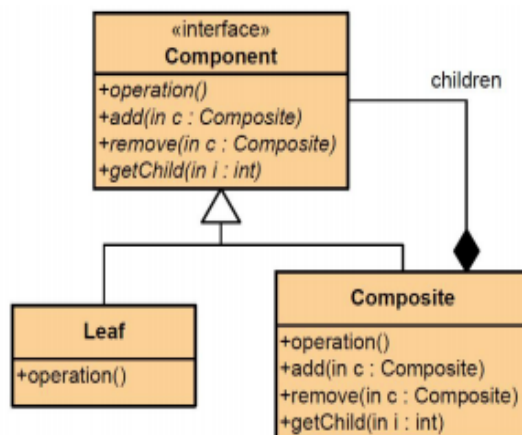 «interface»
Component
+operation()
+add(in c : Composite)
+remove(in c : Composite)
+getChild(in i : int)
children
Leaf
+operation()
Composite
+operation()
+add(in c : Composite)
+remove(in c : Composite)
+getChild(in i : int)